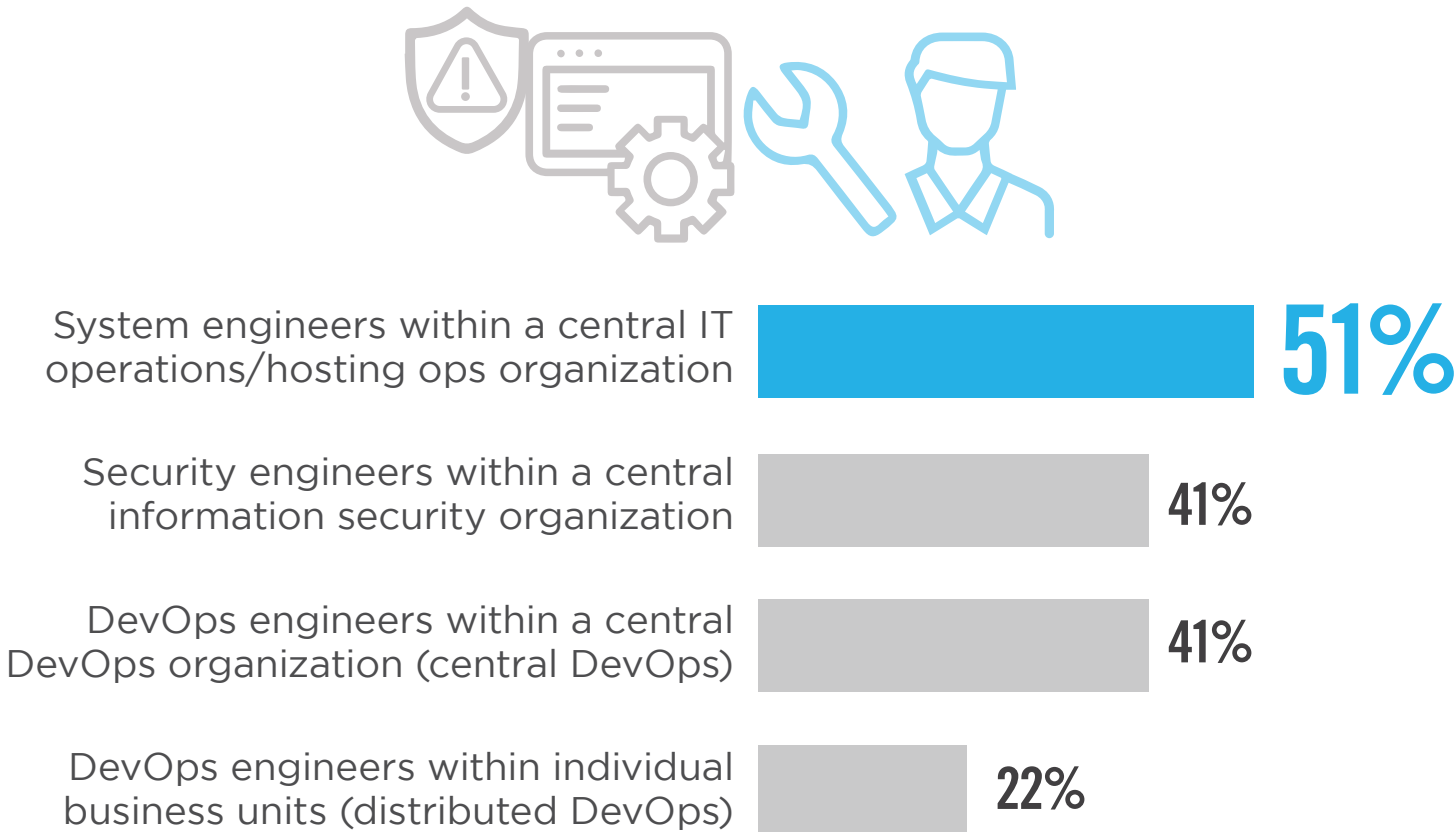 System engineers within a central IT
operations/hosting ops organization
51%
Security engineers within a central
information security organization
41%
DevOps engineers within a central
DevOps organization (central DevOps)
41%
DevOps engineers within individual
business units (distributed DevOps)
22%